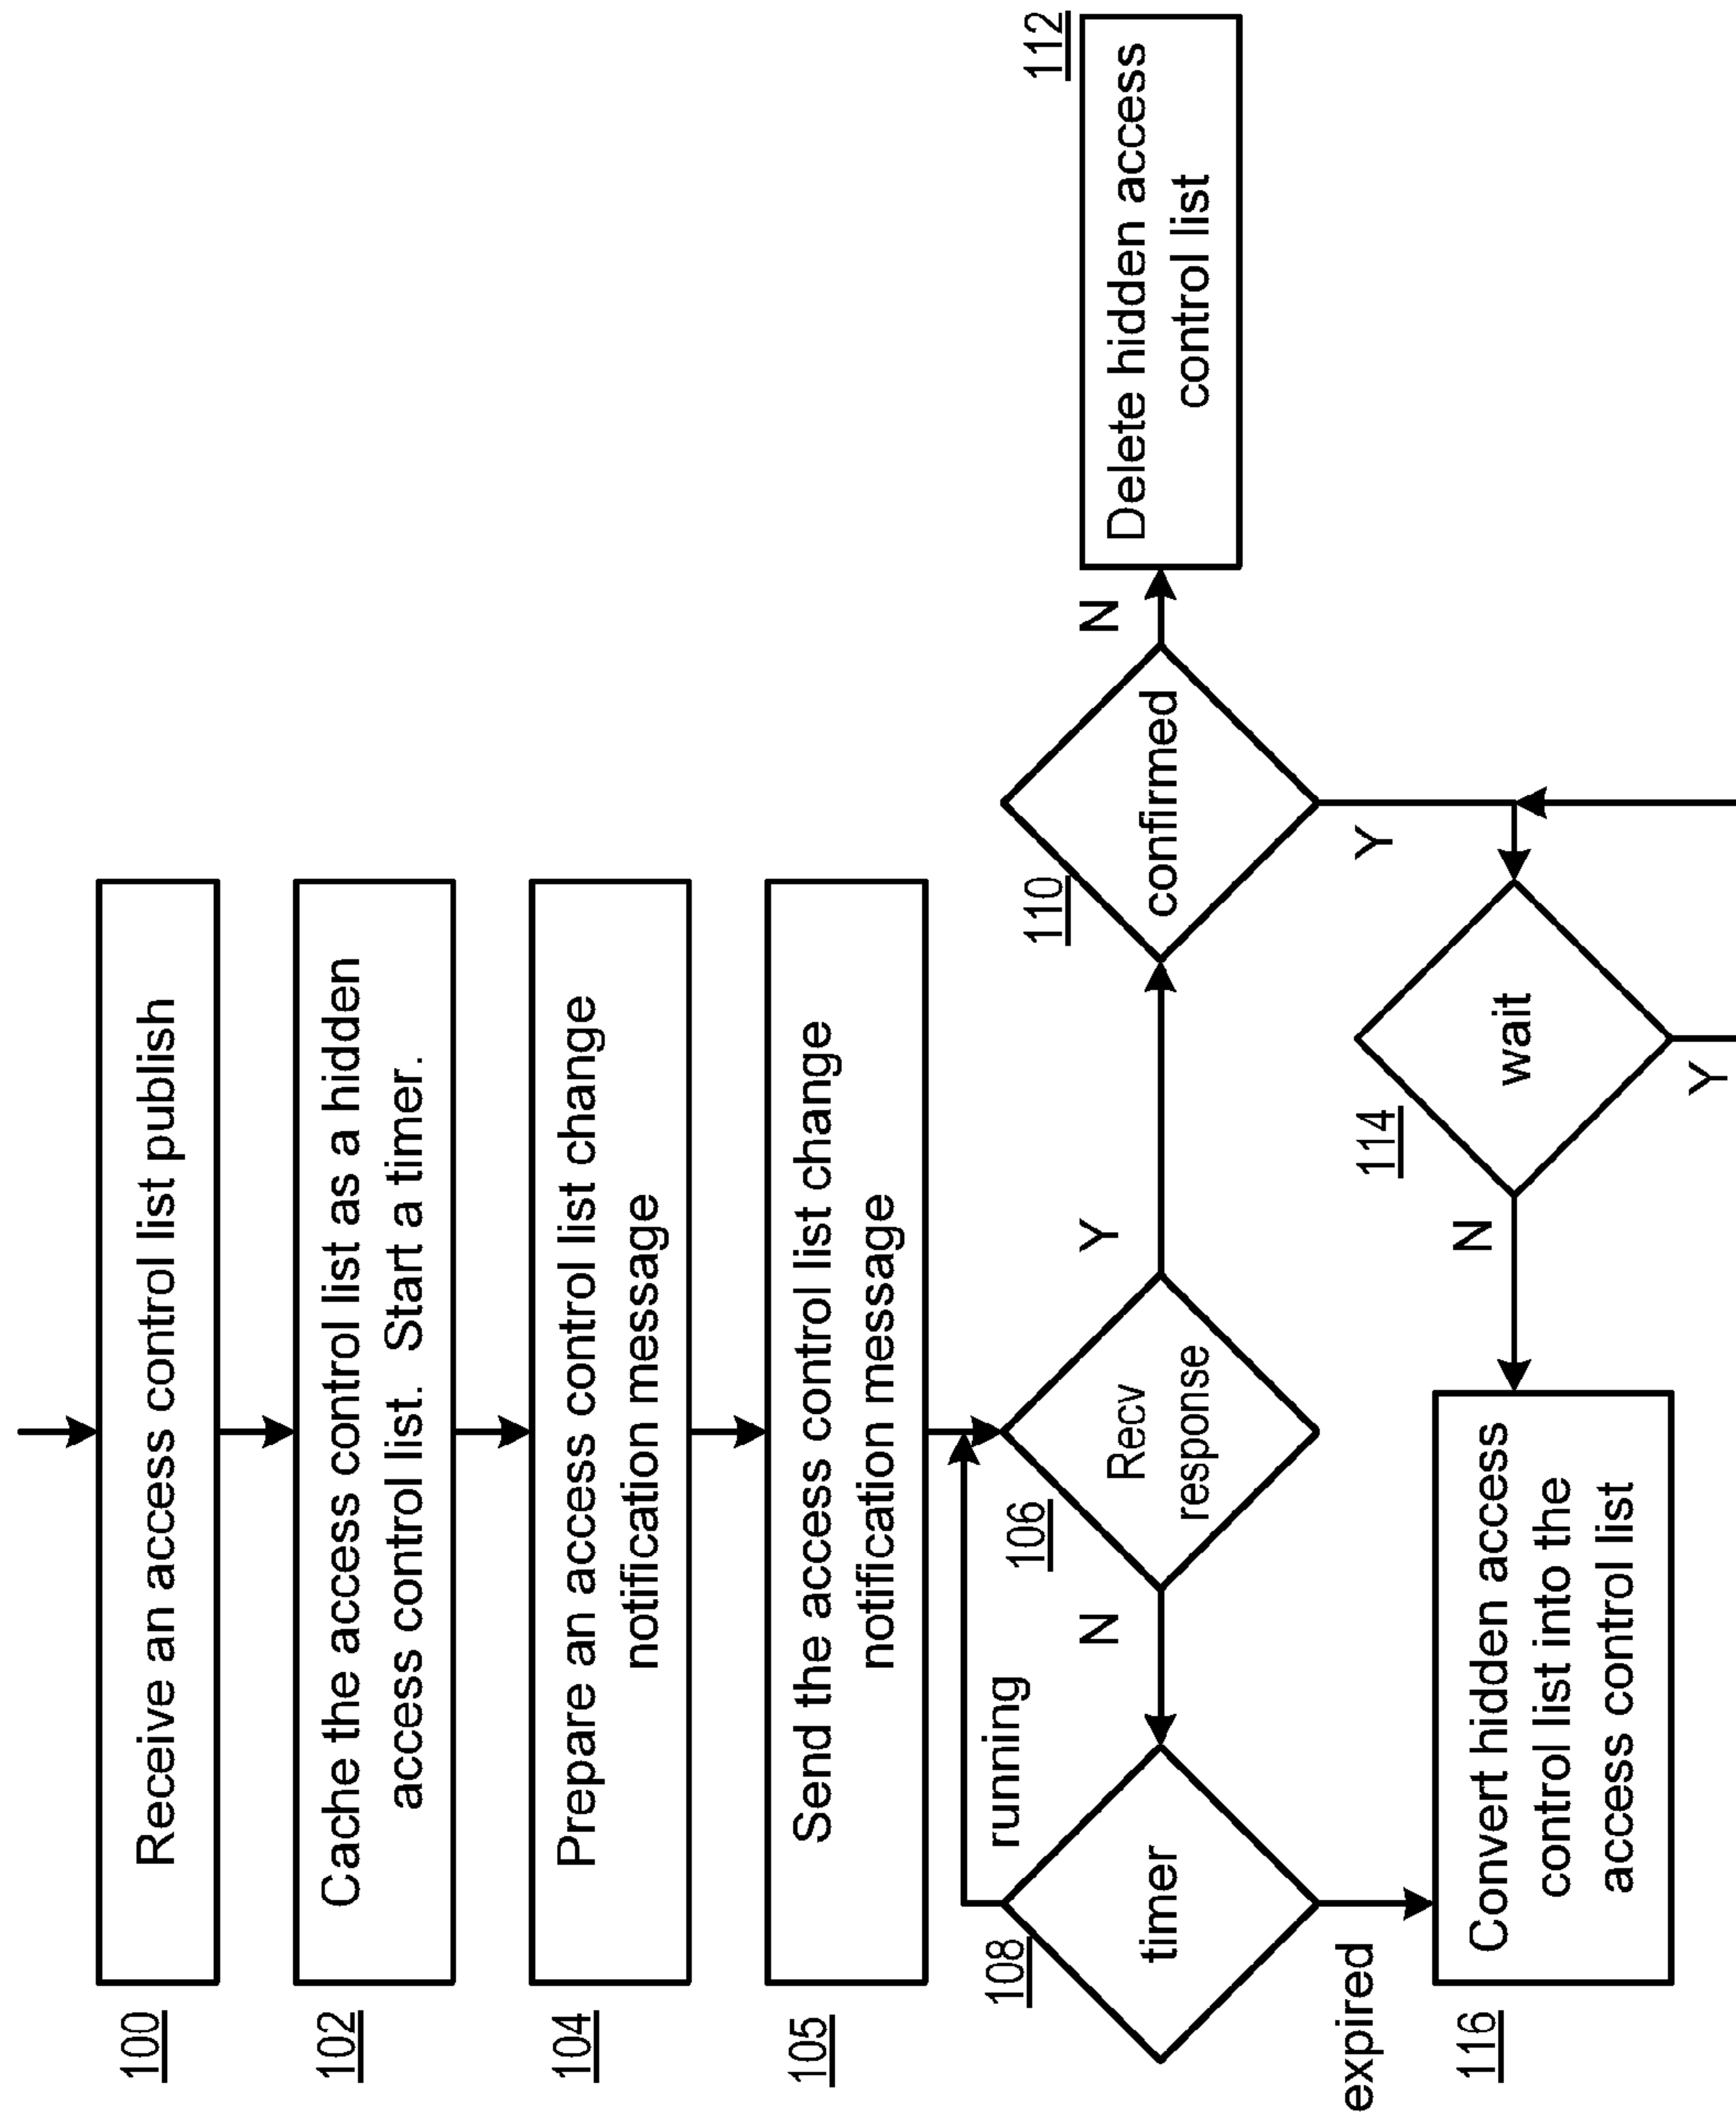 100
Receive an access control list publish
102
Cache the access control list as a hidden
access control list.  Start a timer.
104
Prepare an access control list change
notification message
105
Send the access control list change
notification message
106
Recv
response
N
Y
108
timer
running
expired
110
confirmed
N
Y
112
Delete hidden access
control list
114
wait
N
Y
116
Convert hidden access
control list into the
access control list